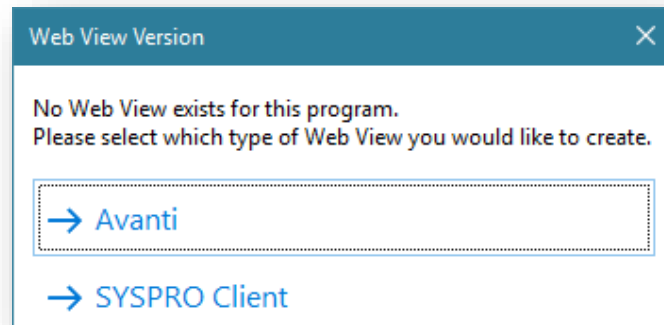 Web View Version
No Web View exists for this program.
Please select which type of Web View you would like to create.
Avanti
SYSPRO Client